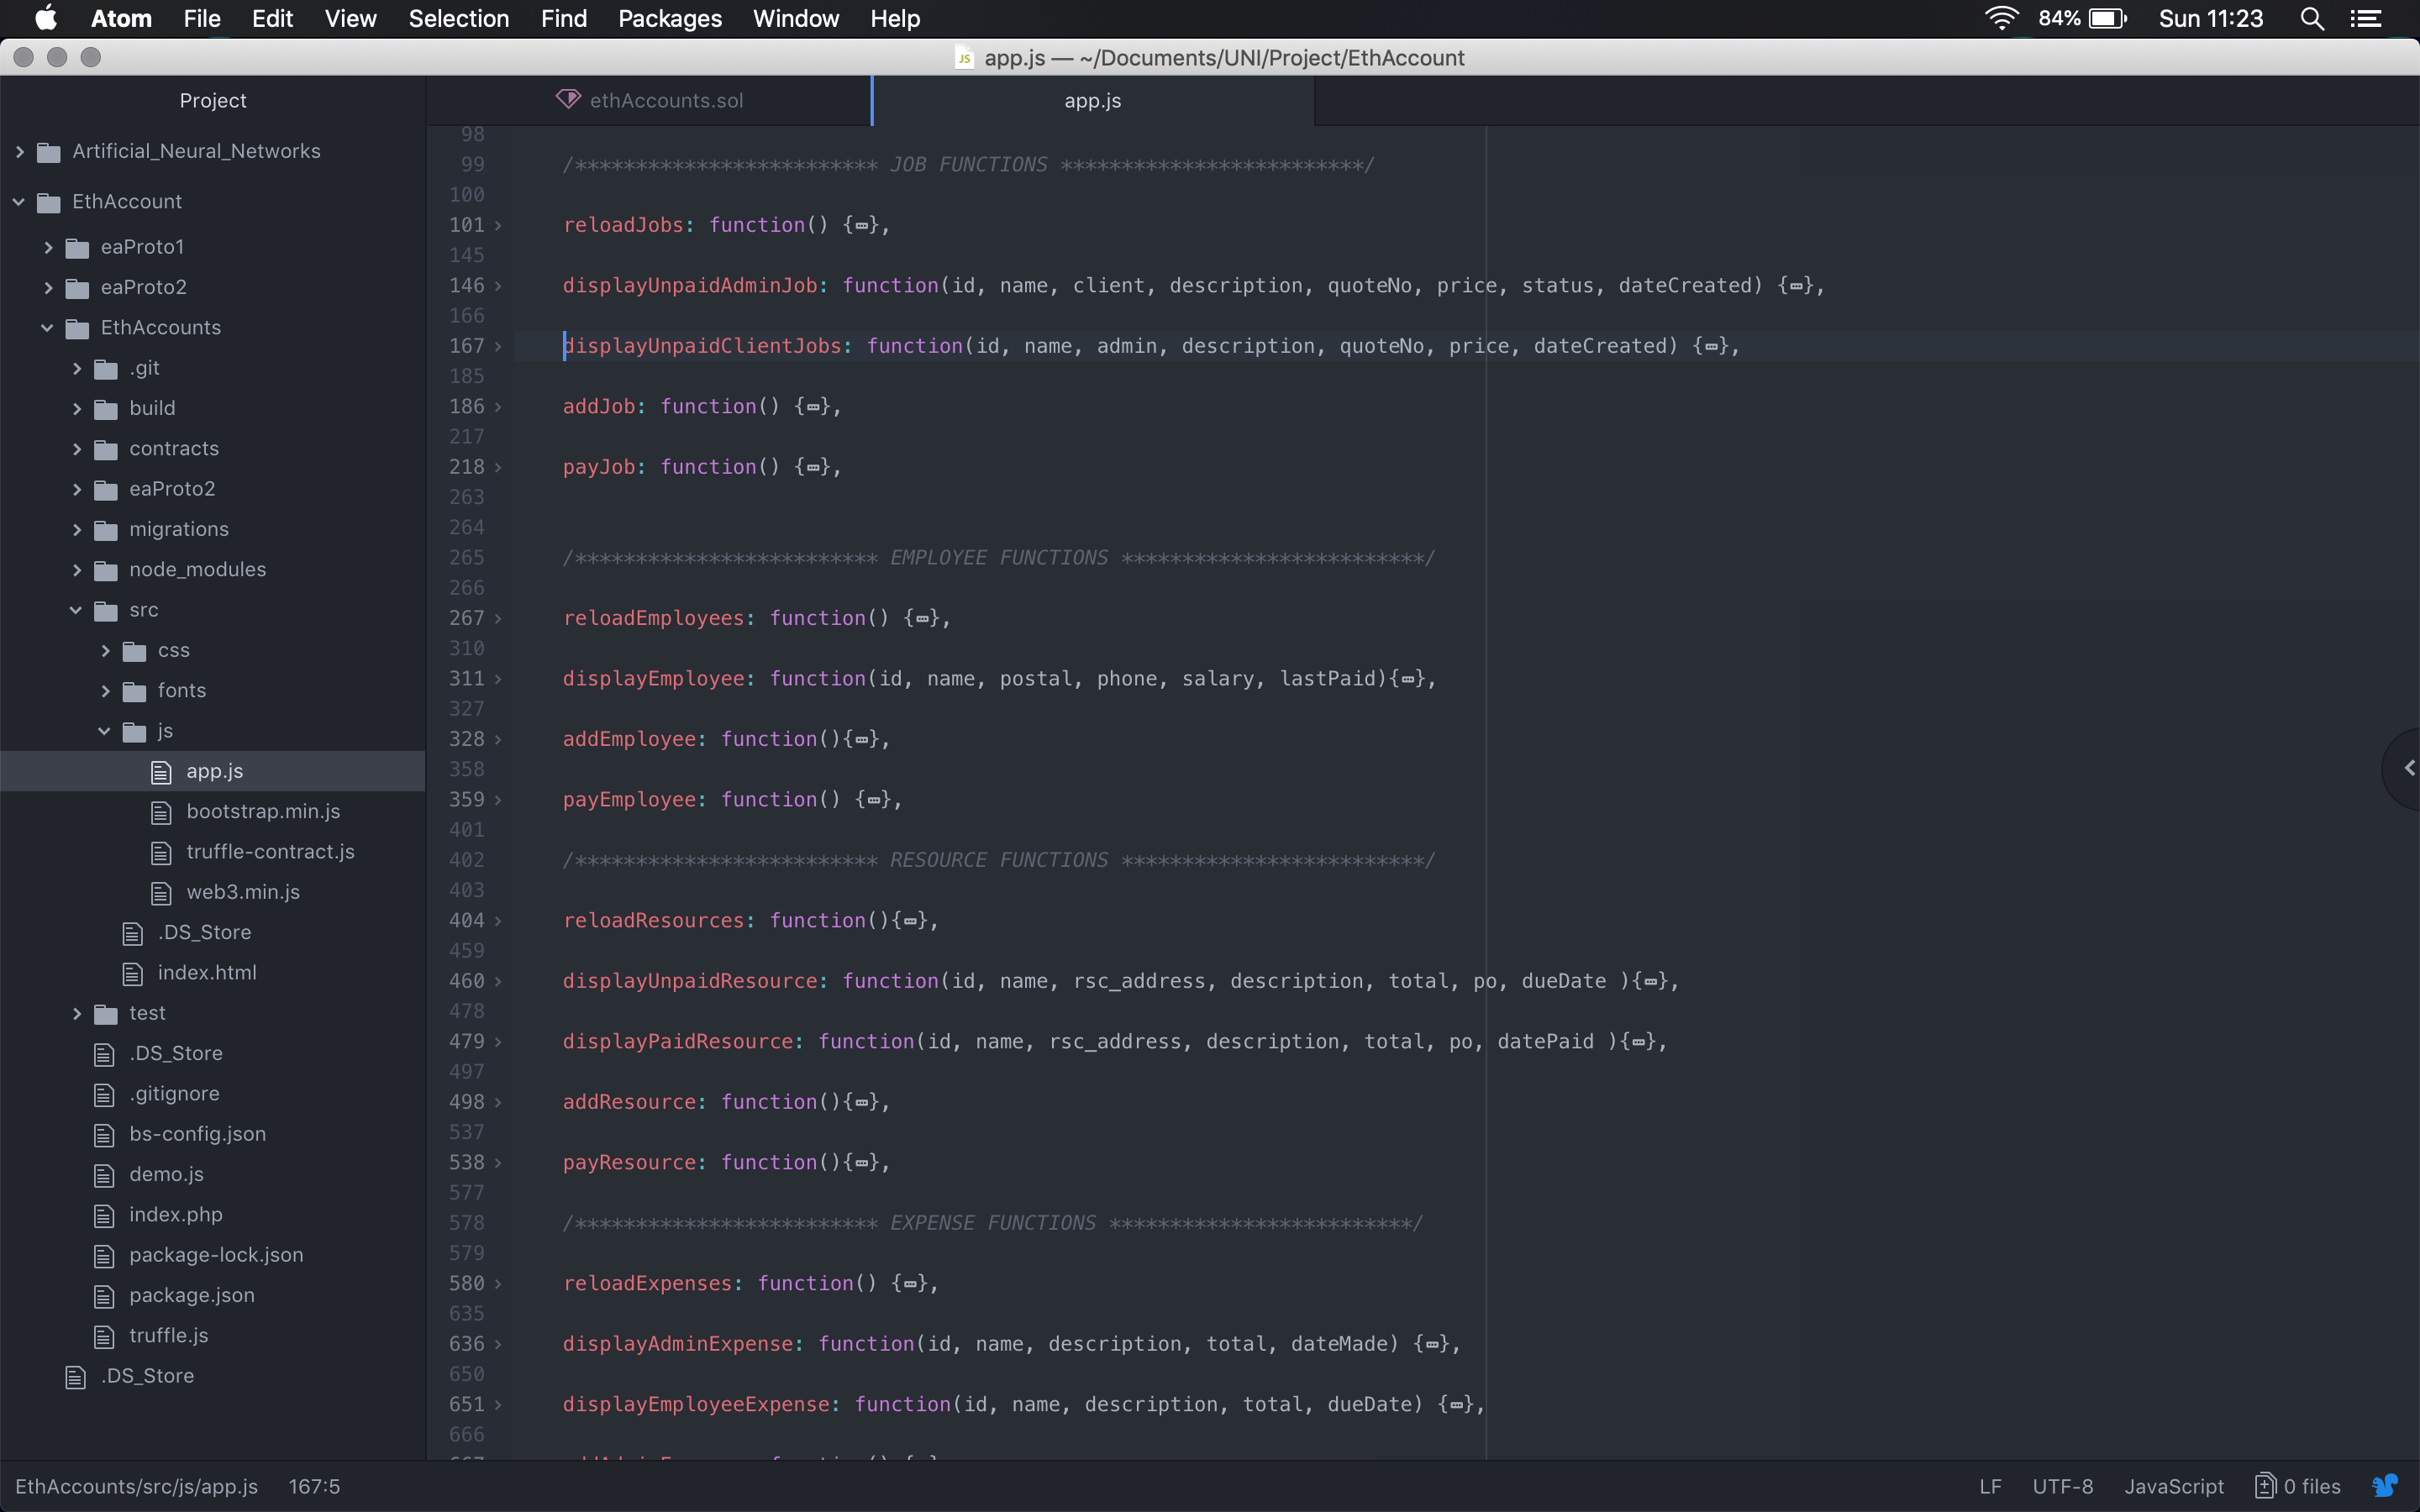 Atom File Edit View Selection Find Packages Window Help 84% Sun 11:23
JS app.js — ~/Documents/UNI/Project/EthAccount
Project
Artificial_Neural_Networks
EthAccount
eaProto1
eaProto2
EthAccounts
.git
build
contracts
eaProto2
migrations
node_modules
src
css
fonts
js
app.js
bootstrap.min.js
truffle-contract.js
web3.min.js
.DS_Store
index.html
test
.DS_Store
.gitignore
bs-config.json
demo.js
index.php
package-lock.json
package.json
truffle.js
.DS_Store
ethAccounts.sol app.js
98
99 /************************* JOB FUNCTIONS *************************/
100
101 reloadJobs: function() {…},
145
146 displayUnpaidAdminJob: function(id, name, client, description, quoteNo, price, status, dateCreated) {…},
166
167 displayUnpaidClientJobs: function(id, name, admin, description, quoteNo, price, dateCreated) {…},
185
186 addJob: function() {…},
217
218 payJob: function() {…},
263
264
265 /************************* EMPLOYEE FUNCTIONS *************************/
266
267 reloadEmployees: function() {…},
310
311 displayEmployee: function(id, name, postal, phone, salary, lastPaid){…},
327
328 addEmployee: function(){…},
358
359 payEmployee: function() {…},
401
402 /************************* RESOURCE FUNCTIONS *************************/
403
404 reloadResources: function(){…},
459
460 displayUnpaidResource: function(id, name, rsc_address, description, total, po, dueDate ){…},
478
479 displayPaidResource: function(id, name, rsc_address, description, total, po, datePaid ){…},
497
498 addResource: function(){…},
537
538 payResource: function(){…},
577
578 /************************* EXPENSE FUNCTIONS *************************/
579
580 reloadExpenses: function() {…},
635
636 displayAdminExpense: function(id, name, description, total, dateMade) {…},
650
651 displayEmployeeExpense: function(id, name, description, total, dueDate) {…},
666
EthAccounts/src/js/app.js 167:5 LF UTF-8 JavaScript 0 files